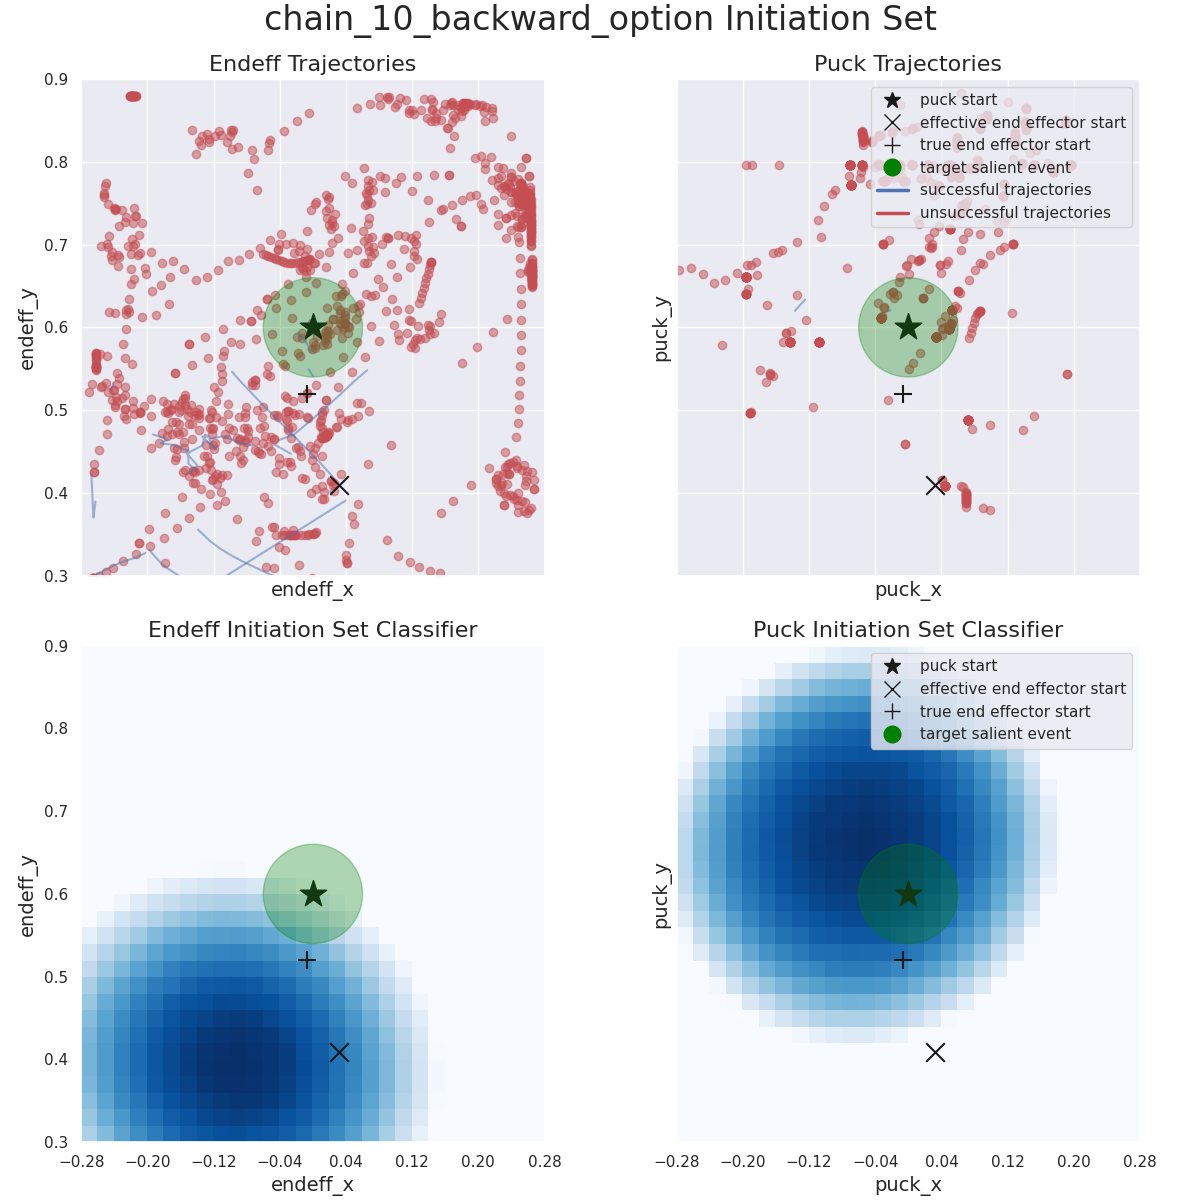 chain_10_backward_option Initiation Set
Endeff Trajectories
endeff_y
0.9
0.8
0.7
0.6
0.5
0.4
0.3
endeff_x
Puck Trajectories
puck start
effective end effector start
true end effector start
target salient event
successful trajectories
unsuccessful trajectories
puck_y
puck_x
Endeff Initiation Set Classifier
endeff_y
0.9
0.8
0.7
0.6
0.5
0.4
0.3
−0.28 −0.20 −0.12 −0.04 0.04 0.12 0.20 0.28
endeff_x
Puck Initiation Set Classifier
puck start
effective end effector start
true end effector start
target salient event
puck_y
−0.28 −0.20 −0.12 −0.04 0.04 0.12 0.20 0.28
puck_x